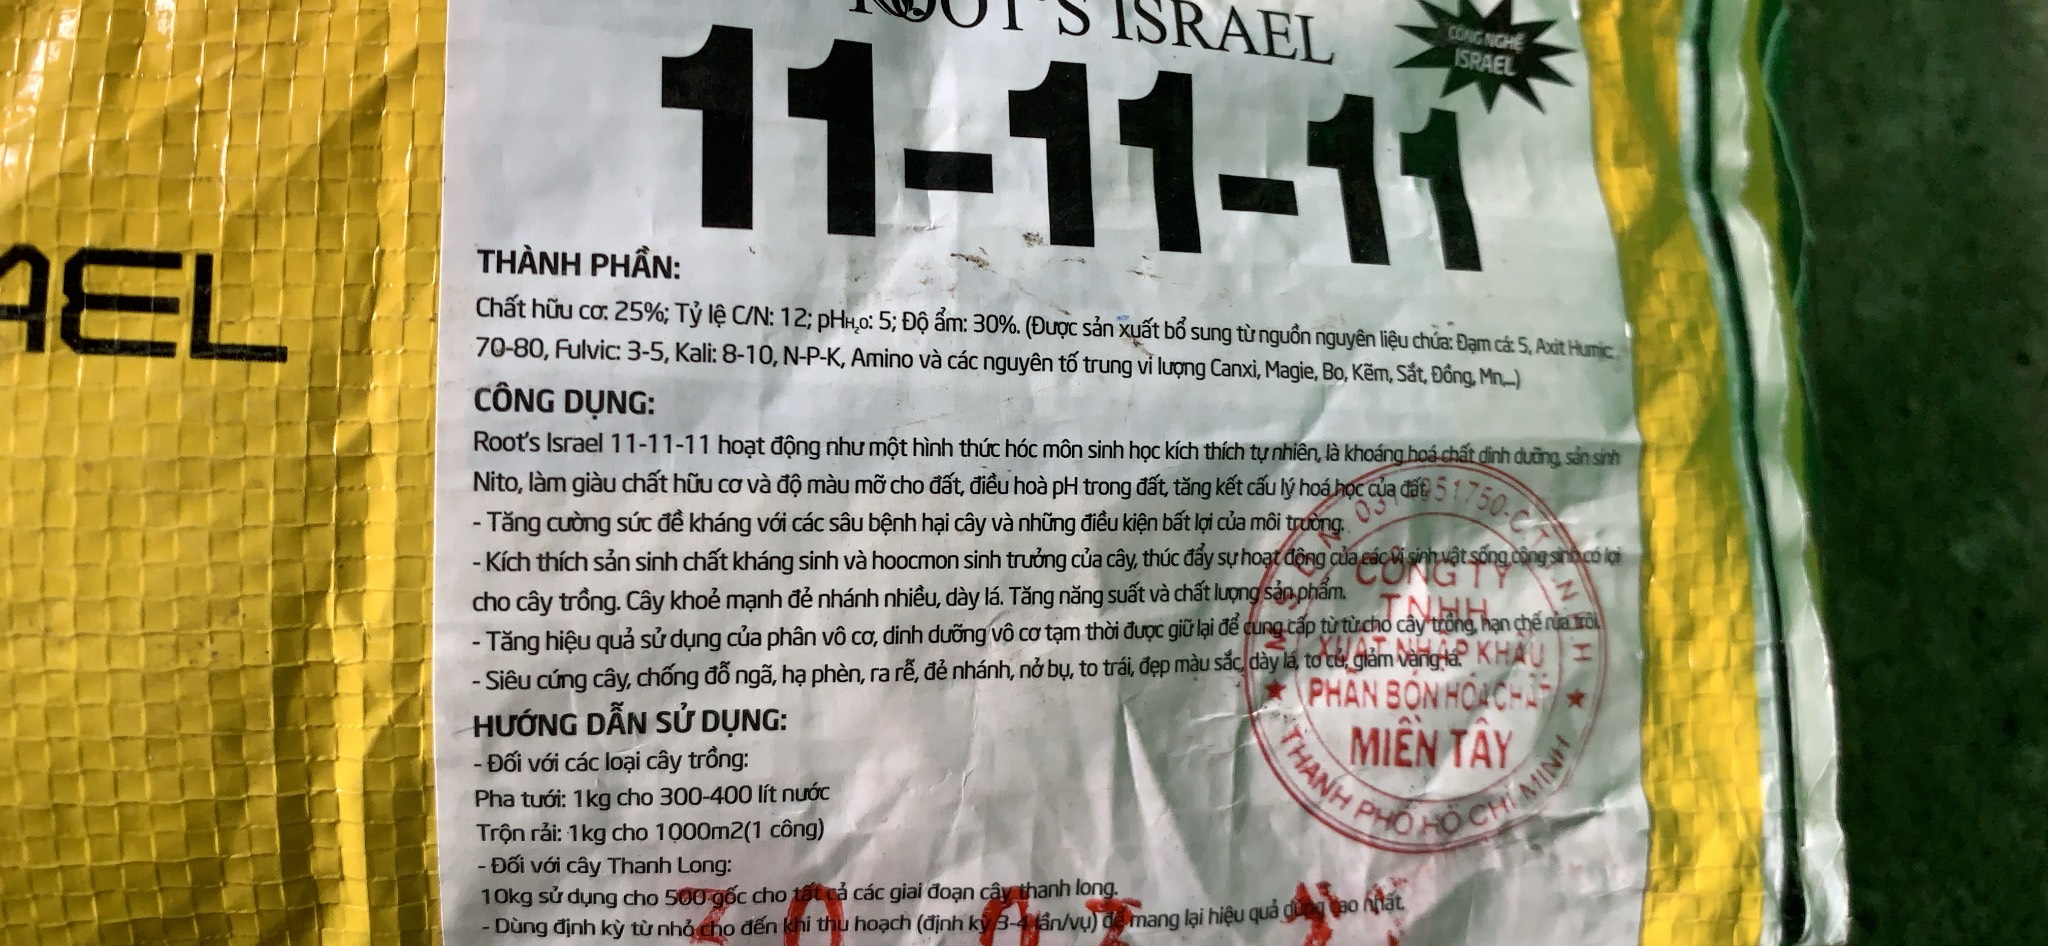 ROOT'S ISRAEL
CÔNG NGHỆ
ISRAEL
11-11-11
AEL
THÀNH PHẦN:
Chất hữu cơ: 25%; Tỷ lệ C/N: 12; pHH₂O: 5; Độ ẩm: 30%. (Được sản xuất bổ sung từ nguồn nguyên liệu chứa: Đạm cá: 5, Axit Humic:
70-80, Fulvic: 3-5, Kali: 8-10, N-P-K, Amino và các nguyên tố trung vi lượng Canxi, Magie, Bo, Kẽm, Sắt, Đồng, Mn,...)
CÔNG DỤNG:
Root's Israel 11-11-11 hoạt động như một hình thức hóc môn sinh học kích thích tự nhiên, là khoáng hoá chất dinh dưỡng, sản sinh
Nito, làm giàu chất hữu cơ và độ màu mỡ cho đất, điều hoà pH trong đất, tăng kết cấu lý hoá học của đất
- Tăng cường sức đề kháng với các sâu bệnh hại cây và những điều kiện bất lợi của môi trường.
- Kích thích sản sinh chất kháng sinh và hoocmon sinh trưởng của cây, thúc đẩy sự hoạt động của các vi sinh vật sống cộng sinh có lợi
cho cây trồng. Cây khoẻ mạnh đẻ nhánh nhiều, dày lá. Tăng năng suất và chất lượng sản phẩm.
- Tăng hiệu quả sử dụng của phân vô cơ, dinh dưỡng vô cơ tạm thời được giữ lại để cung cấp từ từ cho cây trồng, hạn chế rửa trôi.
- Siêu cứng cây, chống đỗ ngã, hạ phèn, ra rễ, đẻ nhánh, nở bụ, to trái, đẹp màu sắc, dày lá, to củ, giảm vàng lá.
HƯỚNG DẪN SỬ DỤNG:
- Đối với các loại cây trồng:
Pha tưới: 1kg cho 300-400 lít nước
Trộn rải: 1kg cho 1000m2(1 công)
- Đối với cây Thanh Long:
10kg sử dụng cho 500 gốc cho tất cả các giai đoạn cây thanh long.
- Dùng định kỳ từ nhỏ cho đến khi thu hoạch (định kỳ 3-4 lần/vụ) để mang lại hiệu quả dùng cao nhất.
CÔNG TY
TNHH
XUẤT NHẬP KHẨU
PHÂN BÓN HÓA CHẤT
MIỀN TÂY
THÀNH PHỐ HỒ CHÍ MINH